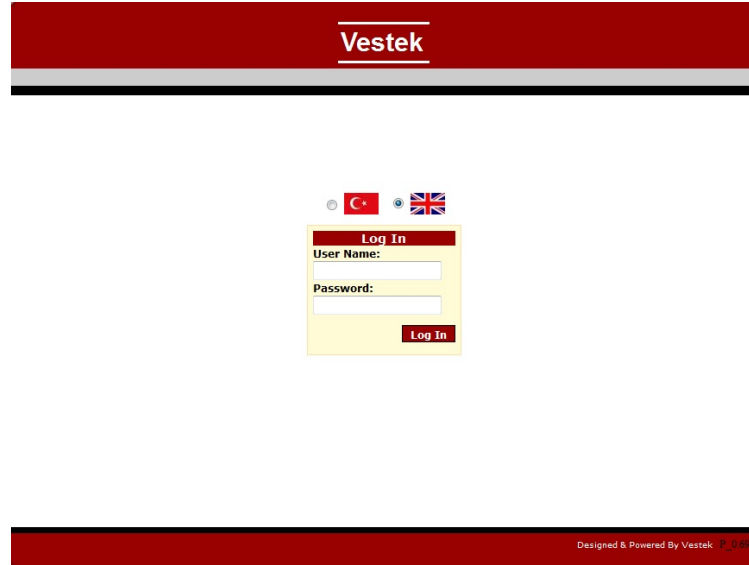 Vestek
Log In
User Name:
Password:
Log In
Designed & Powered By Vestek